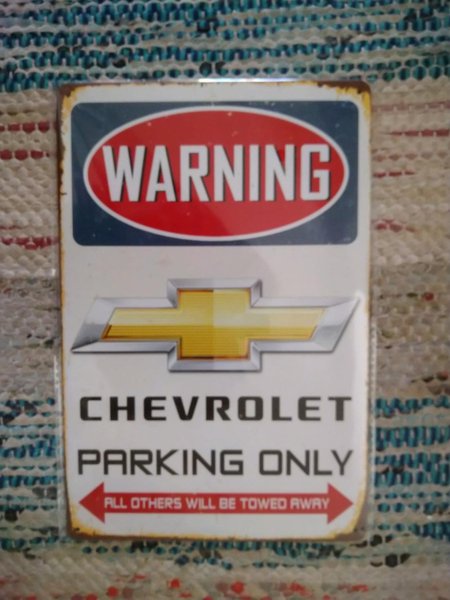 WARNING
CHEVROLET
PARKING ONLY
ALL OTHERS WILL BE TOWED AWAY